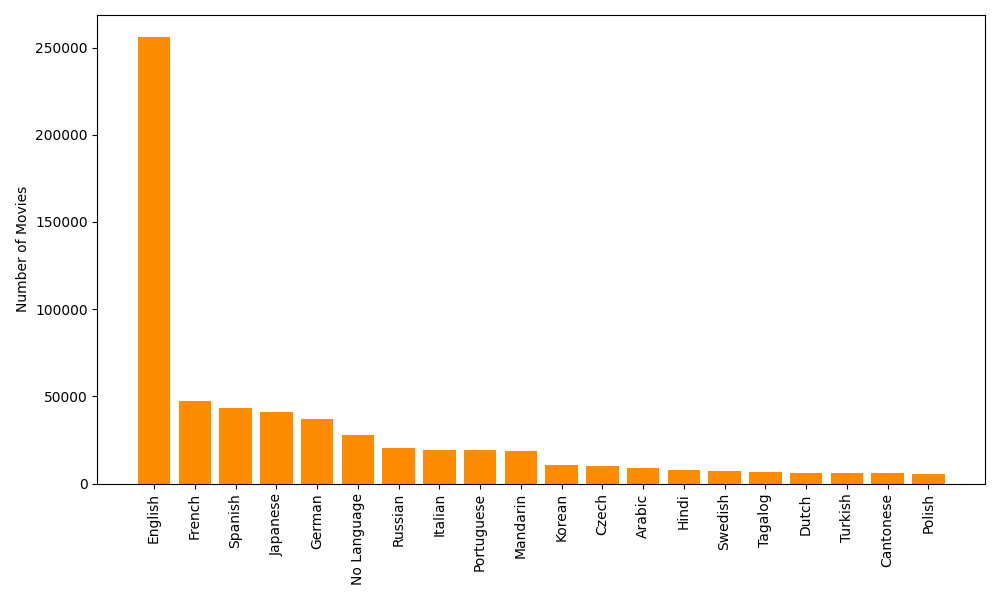 Number of Movies
250000
200000
150000
100000
50000
0
English
French
Spanish
Japanese
German
No Language
Russian
Italian
Portuguese
Mandarin
Korean
Czech
Arabic
Hindi
Swedish
Tagalog
Dutch
Turkish
Cantonese
Polish